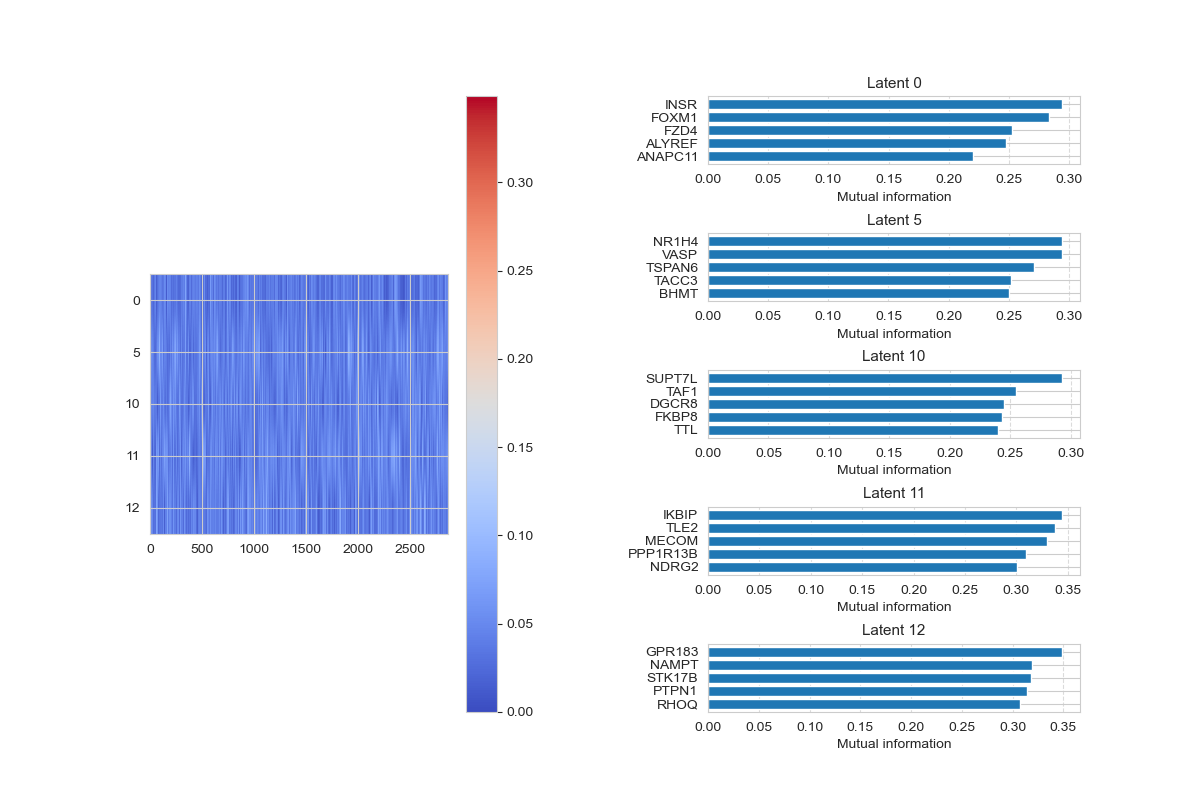 0
5
10
11
12
0 500 1000 1500 2000 2500
0.30
0.25
0.20
0.15
0.10
0.05
0.00
Latent 0
INSR
FOXM1
FZD4
ALYREF
ANAPC11
0.00 0.05 0.10 0.15 0.20 0.25 0.30
Mutual information
Latent 5
NR1H4
VASP
TSPAN6
TACC3
BHMT
0.00 0.05 0.10 0.15 0.20 0.25 0.30
Mutual information
Latent 10
SUPT7L
TAF1
DGCR8
FKBP8
TTL
0.00 0.05 0.10 0.15 0.20 0.25 0.30
Mutual information
Latent 11
IKBIP
TLE2
MECOM
PPP1R13B
NDRG2
0.00 0.05 0.10 0.15 0.20 0.25 0.30 0.35
Mutual information
Latent 12
GPR183
NAMPT
STK17B
PTPN1
RHOQ
0.00 0.05 0.10 0.15 0.20 0.25 0.30 0.35
Mutual information